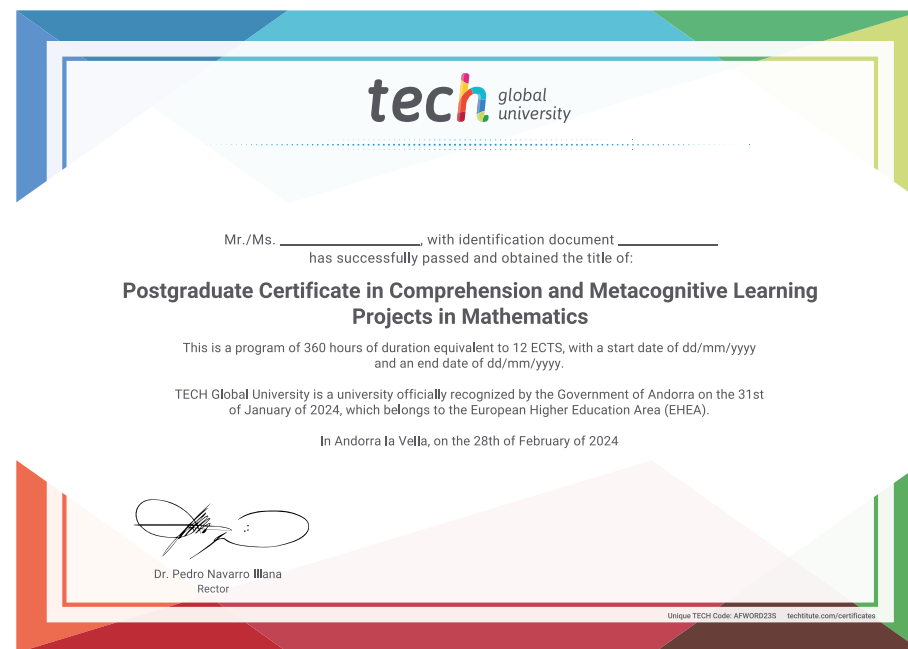 tech global
university
Mr./Ms. ____________, with identification document ____________
has successfully passed and obtained the title of:
Postgraduate Certificate in Comprehension and Metacognitive Learning
Projects in Mathematics
This is a program of 360 hours of duration equivalent to 12 ECTS, with a start date of dd/mm/yyyy
and an end date of dd/mm/yyyy.
TECH Global University is a university officially recognized by the Government of Andorra on the 31st
of January of 2024, which belongs to the European Higher Education Area (EHEA).
In Andorra la Vella, on the 28th of February of 2024
Dr. Pedro Navarro Illana
Rector
Unique TECH Code: AFWORD23S techtitute.com/certificates